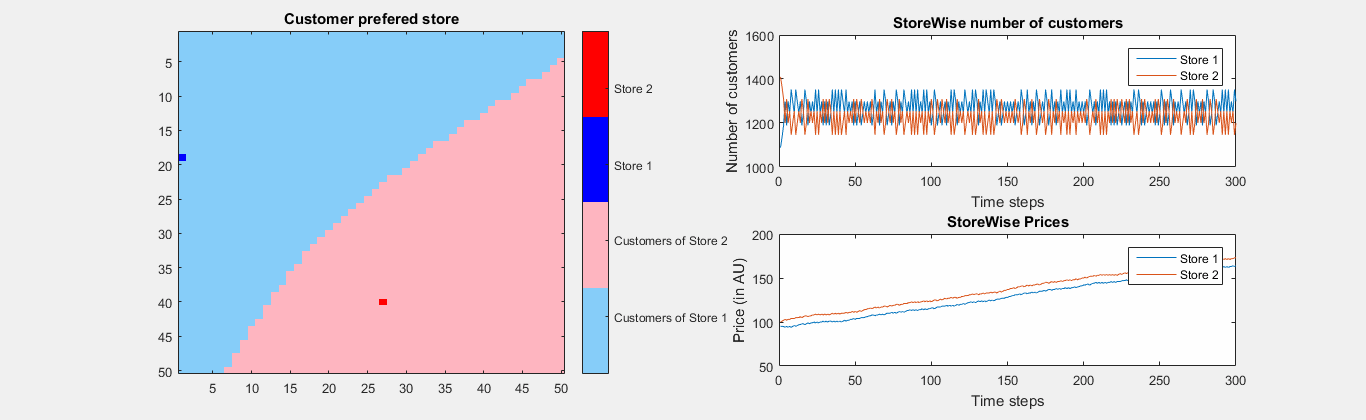 Customer prefered store
5
10
15
20
25
30
35
40
45
50
5
10
15
20
25
30
35
40
45
50
Store 2
Store 1
Customers of Store 2
Customers of Store 1
StoreWise number of customers
Number of customers
1600
1400
1200
1000
Store 1
Store 2
0
50
100
150
200
250
300
Time steps
StoreWise Prices
Price (in AU)
200
150
100
50
Store 1
Store 2
0
50
100
150
200
250
300
Time steps